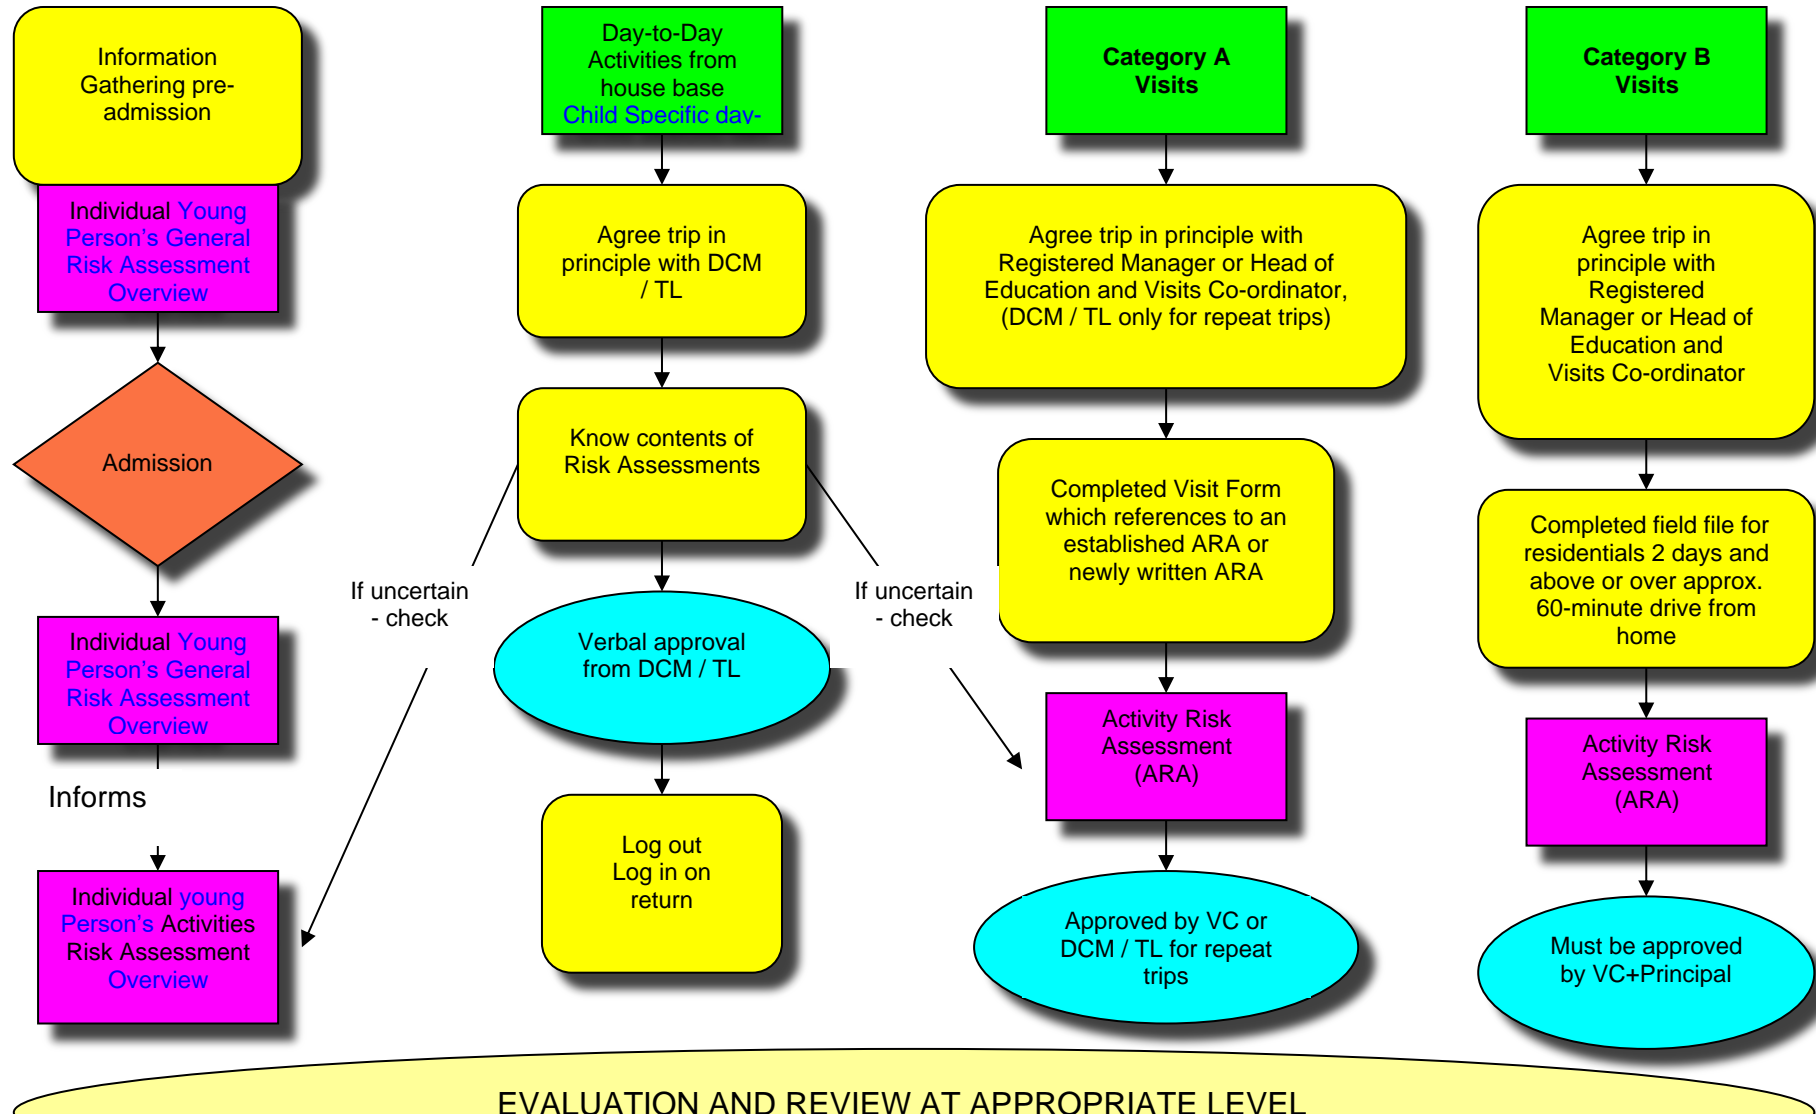 Information
Gathering pre-
admission
Individual Young
Person's General
Risk Assessment
Overview
Admission
Individual Young
Person's General
Risk Assessment
Overview
Informs
Individual young
Person's Activities
Risk Assessment
Overview
Day-to-Day
Activities from
house base
Child Specific day-
Agree trip in
principle with DCM
/ TL
Know contents of
Risk Assessments
If uncertain
- check
If uncertain
- check
Verbal approval
from DCM / TL
Log out
Log in on
return
Category A
Visits
Agree trip in principle with
Registered Manager or Head of
Education and Visits Co-ordinator,
(DCM / TL only for repeat trips)
Completed Visit Form
which references to an
established ARA or
newly written ARA
Activity Risk
Assessment
(ARA)
Approved by VC or
DCM / TL for repeat
trips
Category B
Visits
Agree trip in
principle with
Registered
Manager or Head of
Education and
Visits Co-ordinator
Completed field file for
residentials 2 days and
above or over approx.
60-minute drive from
home
Activity Risk
Assessment
(ARA)
Must be approved
by VC+Principal
EVALUATION AND REVIEW AT APPROPRIATE LEVEL